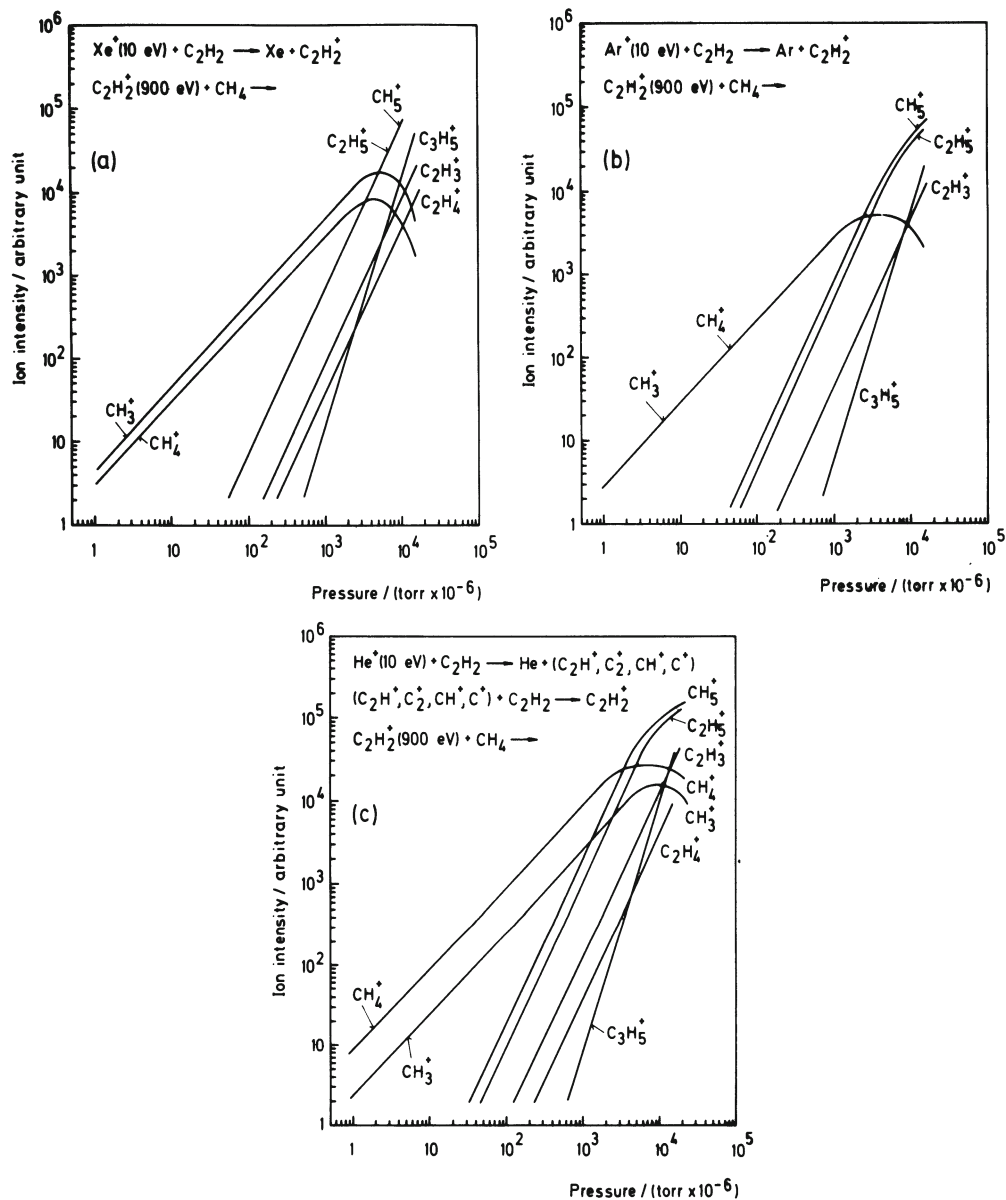 Xe⁺(10 eV) + C₂H₂ → Xe + C₂H₂⁺
C₂H₂⁺(900 eV) + CH₄ →
(a)
CH₅⁺
C₂H₅⁺
C₃H₅⁺
C₂H₃⁺
C₂H₄⁺
CH₃⁺
CH₄⁺
10⁶
10⁵
10⁴
10³
10²
10
1
Ion intensity / arbitrary unit
1 10 10² 10³ 10⁴ 10⁵
Pressure / (torr x 10⁻⁶)
Ar⁺(10 eV) + C₂H₂ → Ar + C₂H₂⁺
C₂H₂⁺(900 eV) + CH₄ →
(b)
CH₅⁺
C₂H₅⁺
C₂H₃⁺
CH₄⁺
CH₃⁺
C₃H₅⁺
10⁶
10⁵
10⁴
10³
10²
10
1
Ion intensity / arbitrary unit
1 10 10⁻² 10³ 10⁴ 10⁵
Pressure / (torr x 10⁻⁶)
He⁺(10 eV) + C₂H₂ → He + (C₂H⁺, C₂⁺, CH⁺, C⁺)
(C₂H⁺, C₂⁺, CH⁺, C⁺) + C₂H₂ → C₂H₂⁺
C₂H₂⁺(900 eV) + CH₄ →
(c)
CH₅⁺
C₂H₅⁺
C₂H₃⁺
CH₄⁺
CH₃⁺
C₂H₄⁺
CH₄⁺
CH₃⁺
C₃H₅⁺
10⁶
10⁵
10⁴
10³
10²
10
1
Ion intensity / arbitrary unit
1 10 10² 10³ 10⁴ 10⁵
Pressure / (torr x 10⁻⁶)